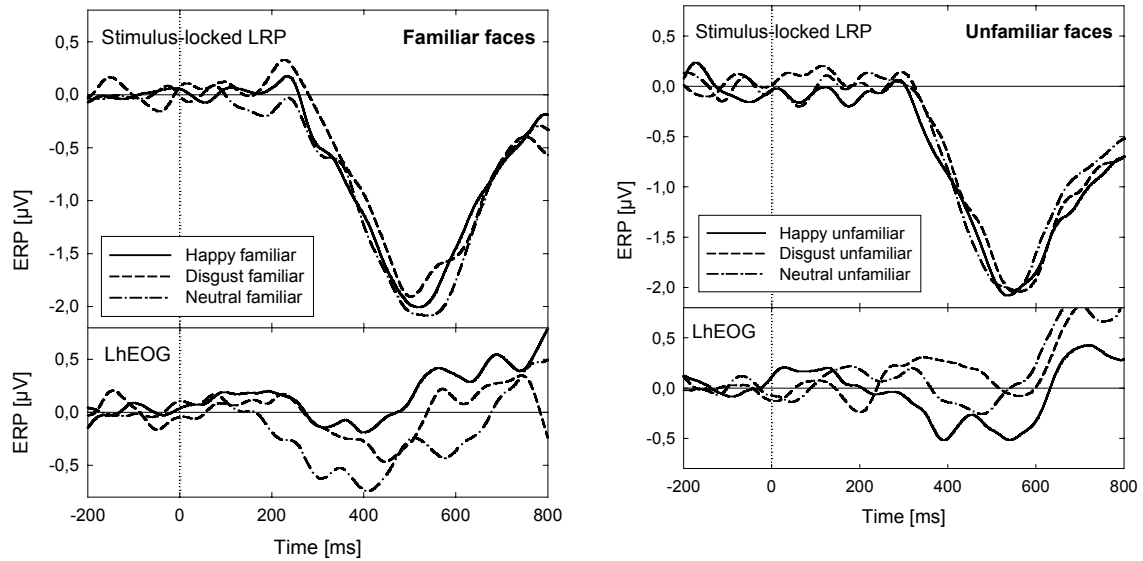 Stimulus-locked LRP Familiar faces
0,5
0,0
-0,5
-1,0
-1,5
-2,0
ERP [µV]
Happy familiar
Disgust familiar
Neutral familiar
LhEOG
0,5
0,0
-0,5
ERP [µV]
-200 0 200 400 600 800
Time [ms]
Stimulus-locked LRP Unfamiliar faces
0,5
0,0
-0,5
-1,0
-1,5
-2,0
ERP [µV]
Happy unfamiliar
Disgust unfamiliar
Neutral unfamiliar
LhEOG
0,5
0,0
-0,5
-200 0 200 400 600 800
Time [ms]